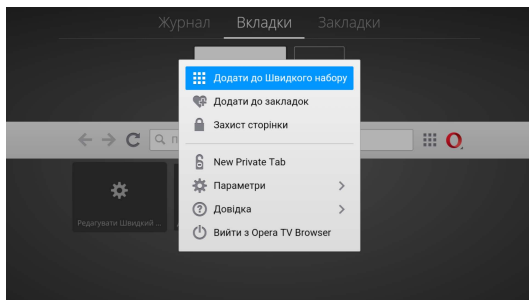 Журнал Вкладки Закладки
Додати до Швидкого набору
Додати до закладок
Захист сторінки
New Private Tab
Параметри
Довідка
Вийти з Opera TV Browser
Редагувати Швидкий ...